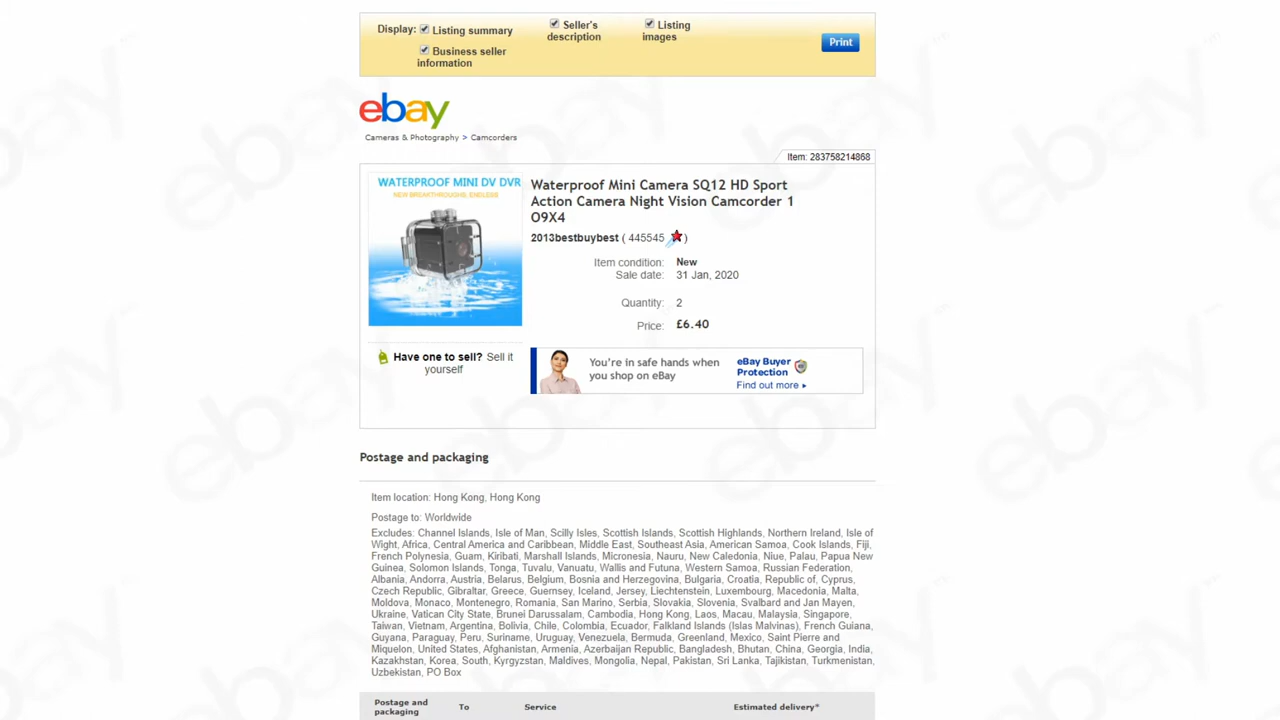 Display: Listing summary
Seller's description
Listing images
Business seller information
Print
ebay
Cameras & Photography > Camcorders
Item: 283758214868
WATERPROOF MINI DV DVR
NEW BREAKTHROUGHS, ENDLESS
Waterproof Mini Camera SQ12 HD Sport
Action Camera Night Vision Camcorder 1
O9X4
2013bestbuybest ( 445545 )
Item condition: New
Sale date: 31 Jan, 2020
Quantity: 2
Price: £6.40
Have one to sell? Sell it
yourself
You're in safe hands when
you shop on eBay
eBay Buyer
Protection
Find out more ▸
Postage and packaging
Item location: Hong Kong, Hong Kong
Postage to: Worldwide
Excludes: Channel Islands, Isle of Man, Scilly Isles, Scottish Islands, Scottish Highlands, Northern Ireland, Isle of
Wight, Africa, Central America and Caribbean, Middle East, Southeast Asia, American Samoa, Cook Islands, Fiji,
French Polynesia, Guam, Kiribati, Marshall Islands, Micronesia, Nauru, New Caledonia, Niue, Palau, Papua New
Guinea, Solomon Islands, Tonga, Tuvalu, Vanuatu, Wallis and Futuna, Western Samoa, Russian Federation,
Albania, Andorra, Austria, Belarus, Belgium, Bosnia and Herzegovina, Bulgaria, Croatia, Republic of, Cyprus,
Czech Republic, Gibraltar, Greece, Guernsey, Iceland, Jersey, Liechtenstein, Luxembourg, Macedonia, Malta,
Moldova, Monaco, Montenegro, Romania, San Marino, Serbia, Slovakia, Slovenia, Svalbard and Jan Mayen,
Ukraine, Vatican City State, Brunei Darussalam, Cambodia, Hong Kong, Laos, Macau, Malaysia, Singapore,
Taiwan, Vietnam, Argentina, Bolivia, Chile, Colombia, Ecuador, Falkland Islands (Islas Malvinas), French Guiana,
Guyana, Paraguay, Peru, Suriname, Uruguay, Venezuela, Bermuda, Greenland, Mexico, Saint Pierre and
Miquelon, United States, Afghanistan, Armenia, Azerbaijan Republic, Bangladesh, Bhutan, China, Georgia, India,
Kazakhstan, Korea, South, Kyrgyzstan, Maldives, Mongolia, Nepal, Pakistan, Sri Lanka, Tajikistan, Turkmenistan,
Uzbekistan, PO Box
Postage and packaging
To
Service
Estimated delivery*